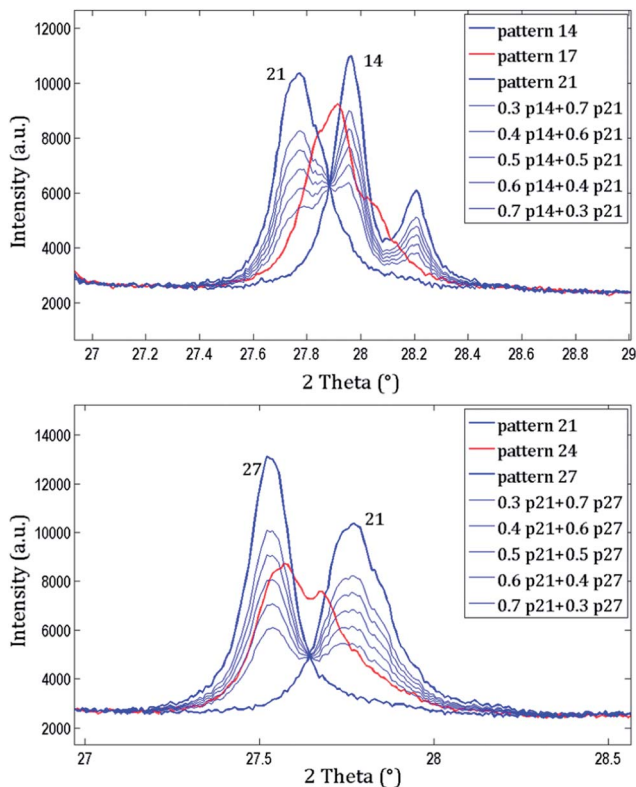 12000
10000
8000
6000
4000
2000
Intensity (a.u.)
21
14
pattern 14
pattern 17
pattern 21
0.3 p14+0.7 p21
0.4 p14+0.6 p21
0.5 p14+0.5 p21
0.6 p14+0.4 p21
0.7 p14+0.3 p21
27 27.2 27.4 27.6 27.8 28 28.2 28.4 28.6 28.8 29
2 Theta (°)
14000
12000
10000
8000
6000
4000
2000
Intensity (a.u.)
27
21
pattern 21
pattern 24
pattern 27
0.3 p21+0.7 p27
0.4 p21+0.6 p27
0.5 p21+0.5 p27
0.6 p21+0.4 p27
0.7 p21+0.3 p27
27 27.5 28 28.5
2 Theta (°)